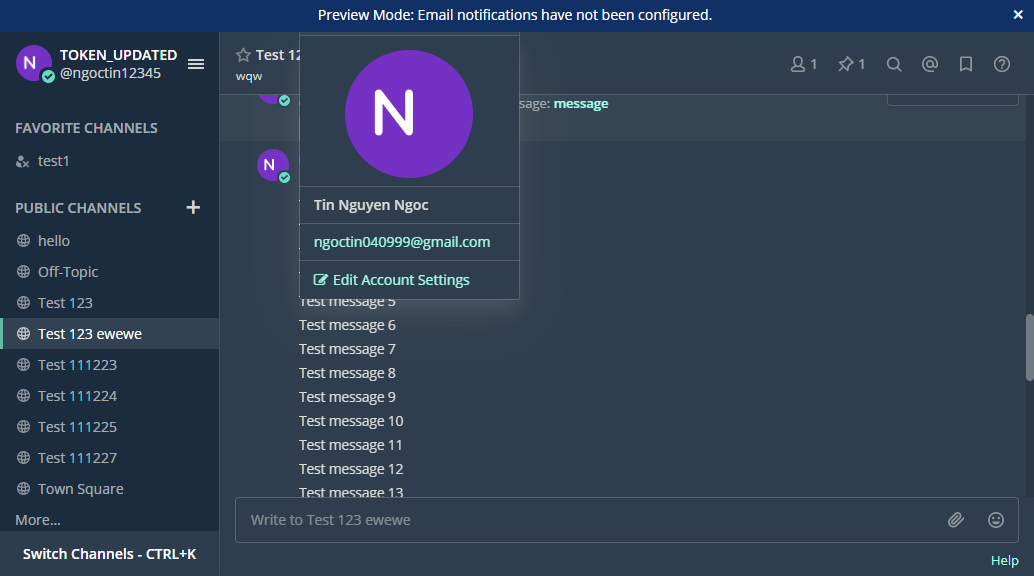 Preview Mode: Email notifications have not been configured.
N
TOKEN_UPDATED
@ngoctin12345
FAVORITE CHANNELS
test1
PUBLIC CHANNELS
hello
Off-Topic
Test 123
Test 123 ewewe
Test 111223
Test 111224
Test 111225
Test 111227
Town Square
More...
Switch Channels - CTRL+K
Test 12
wqw
1
1
sage: message
N
N
Tin Nguyen Ngoc
ngoctin040999@gmail.com
Edit Account Settings
Test message 5
Test message 6
Test message 7
Test message 8
Test message 9
Test message 10
Test message 11
Test message 12
Test message 13
Write to Test 123 ewewe
Help